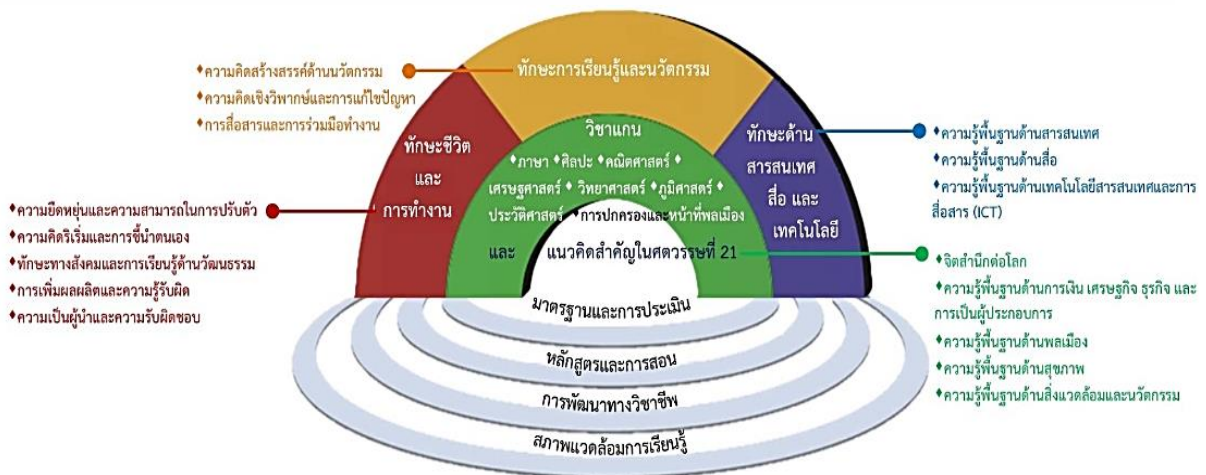 ทักษะการเรียนรู้และนวัตกรรม
♦ความคิดสร้างสรรค์ด้านนวัตกรรม
♦ความคิดเชิงวิพากษ์และการแก้ไขปัญหา
♦การสื่อสารและการร่วมมือทำงาน
ทักษะชีวิต
และ
การทำงาน
♦ความยืดหยุ่นและความสามารถในการปรับตัว
♦ความคิดริเริ่มและการชี้นำตนเอง
♦ทักษะทางสังคมและการเรียนรู้ด้านวัฒนธรรม
♦การเพิ่มผลผลิตและความรู้รับผิด
♦ความเป็นผู้นำและความรับผิดชอบ
วิชาแกน
♦ภาษา ♦ศิลปะ ♦คณิตศาสตร์ ♦
เศรษฐศาสตร์ ♦ วิทยาศาสตร์ ♦ภูมิศาสตร์ ♦
ประวัติศาสตร์ ♦การปกครองและหน้าที่พลเมือง
และ แนวคิดสำคัญในศตวรรษที่ 21
ทักษะด้าน
สารสนเทศ
สื่อ และ
เทคโนโลยี
♦ความรู้พื้นฐานด้านสารสนเทศ
♦ความรู้พื้นฐานด้านสื่อ
♦ความรู้พื้นฐานด้านเทคโนโลยีสารสนเทศและการ
สื่อสาร (ICT)
♦จิตสำนึกต่อโลก
♦ความรู้พื้นฐานด้านการเงิน เศรษฐกิจ ธุรกิจ และ
การเป็นผู้ประกอบการ
♦ความรู้พื้นฐานด้านพลเมือง
♦ความรู้พื้นฐานด้านสุขภาพ
♦ความรู้พื้นฐานด้านสิ่งแวดล้อมและนวัตกรรม
มาตรฐานและการประเมิน
หลักสูตรและการสอน
การพัฒนาทางวิชาชีพ
สภาพแวดล้อมการเรียนรู้